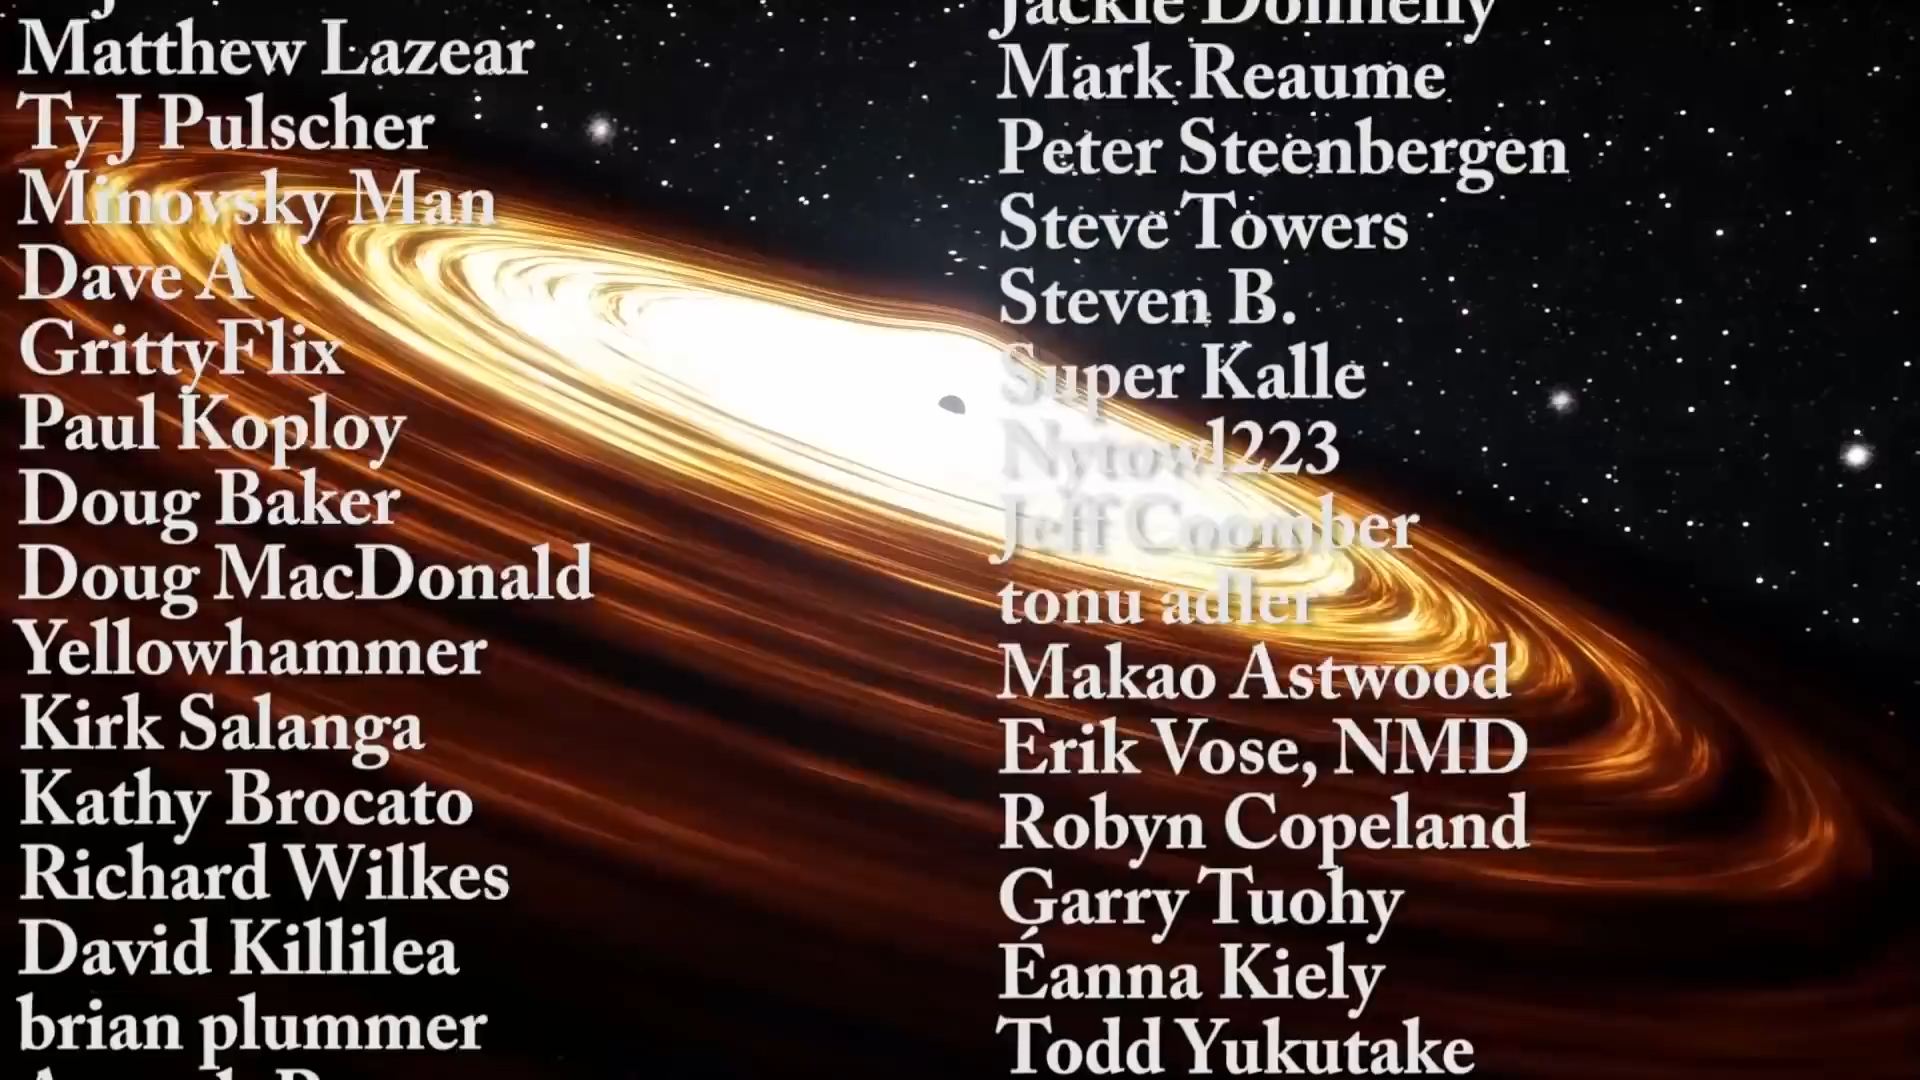 Matthew Lazear
Ty J Pulscher
Minovsky Man
Dave A
GrittyFlix
Paul Koploy
Doug Baker
Doug MacDonald
Yellowhammer
Kirk Salanga
Kathy Brocato
Richard Wilkes
David Killilea
brian plummer
Jackie Donnelly
Mark Reaume
Peter Steenbergen
Steve Towers
Steven B.
Super Kalle
Nytowl223
Jeff Coomber
tonu adler
Makao Astwood
Erik Vose, NMD
Robyn Copeland
Garry Tuohy
Éanna Kiely
Todd Yukutake